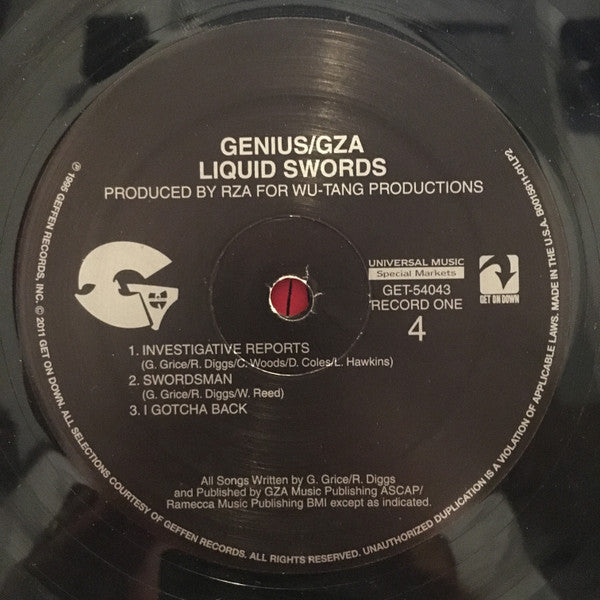 GENIUS/GZA
LIQUID SWORDS
PRODUCED BY RZA FOR WU-TANG PRODUCTIONS
UNIVERSAL MUSIC
Special Markets
GET-54043
RECORD ONE
4
GET ON DOWN
1. INVESTIGATIVE REPORTS
(G. Grice/R. Diggs/C. Woods/D. Coles/L. Hawkins)
2. SWORDSMAN
(G. Grice/R. Diggs/W. Reed)
3. I GOTCHA BACK
All Songs Written by G. Grice/R. Diggs
and Published by GZA Music Publishing ASCAP/
Ramecca Music Publishing BMI except as indicated.
℗ 1995 GEFFEN RECORDS, INC. © 2011 GET ON DOWN. ALL SELECTIONS COURTESY OF GEFFEN RECORDS. ALL RIGHTS RESERVED. UNAUTHORIZED DUPLICATION IS A VIOLATION OF APPLICABLE LAWS. MADE IN THE U.S.A. B0015811-01LP2